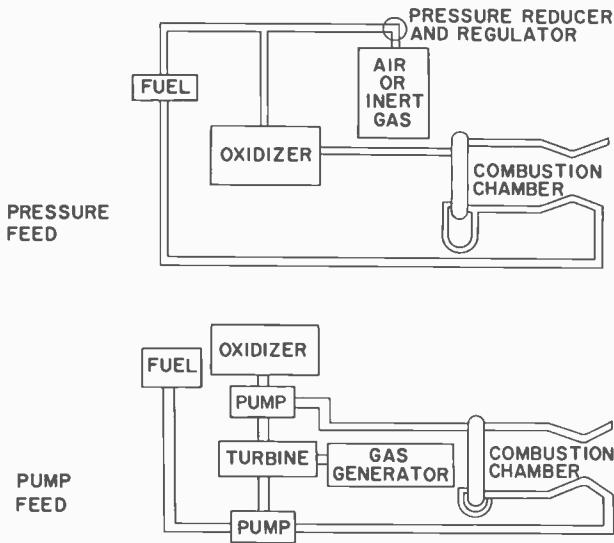 PRESSURE REDUCER
AND REGULATOR
AIR
OR
INERT
GAS
FUEL
OXIDIZER
COMBUSTION
CHAMBER
PRESSURE
FEED
OXIDIZER
FUEL
PUMP
TURBINE
GAS
GENERATOR
COMBUSTION
CHAMBER
PUMP
FEED
PUMP